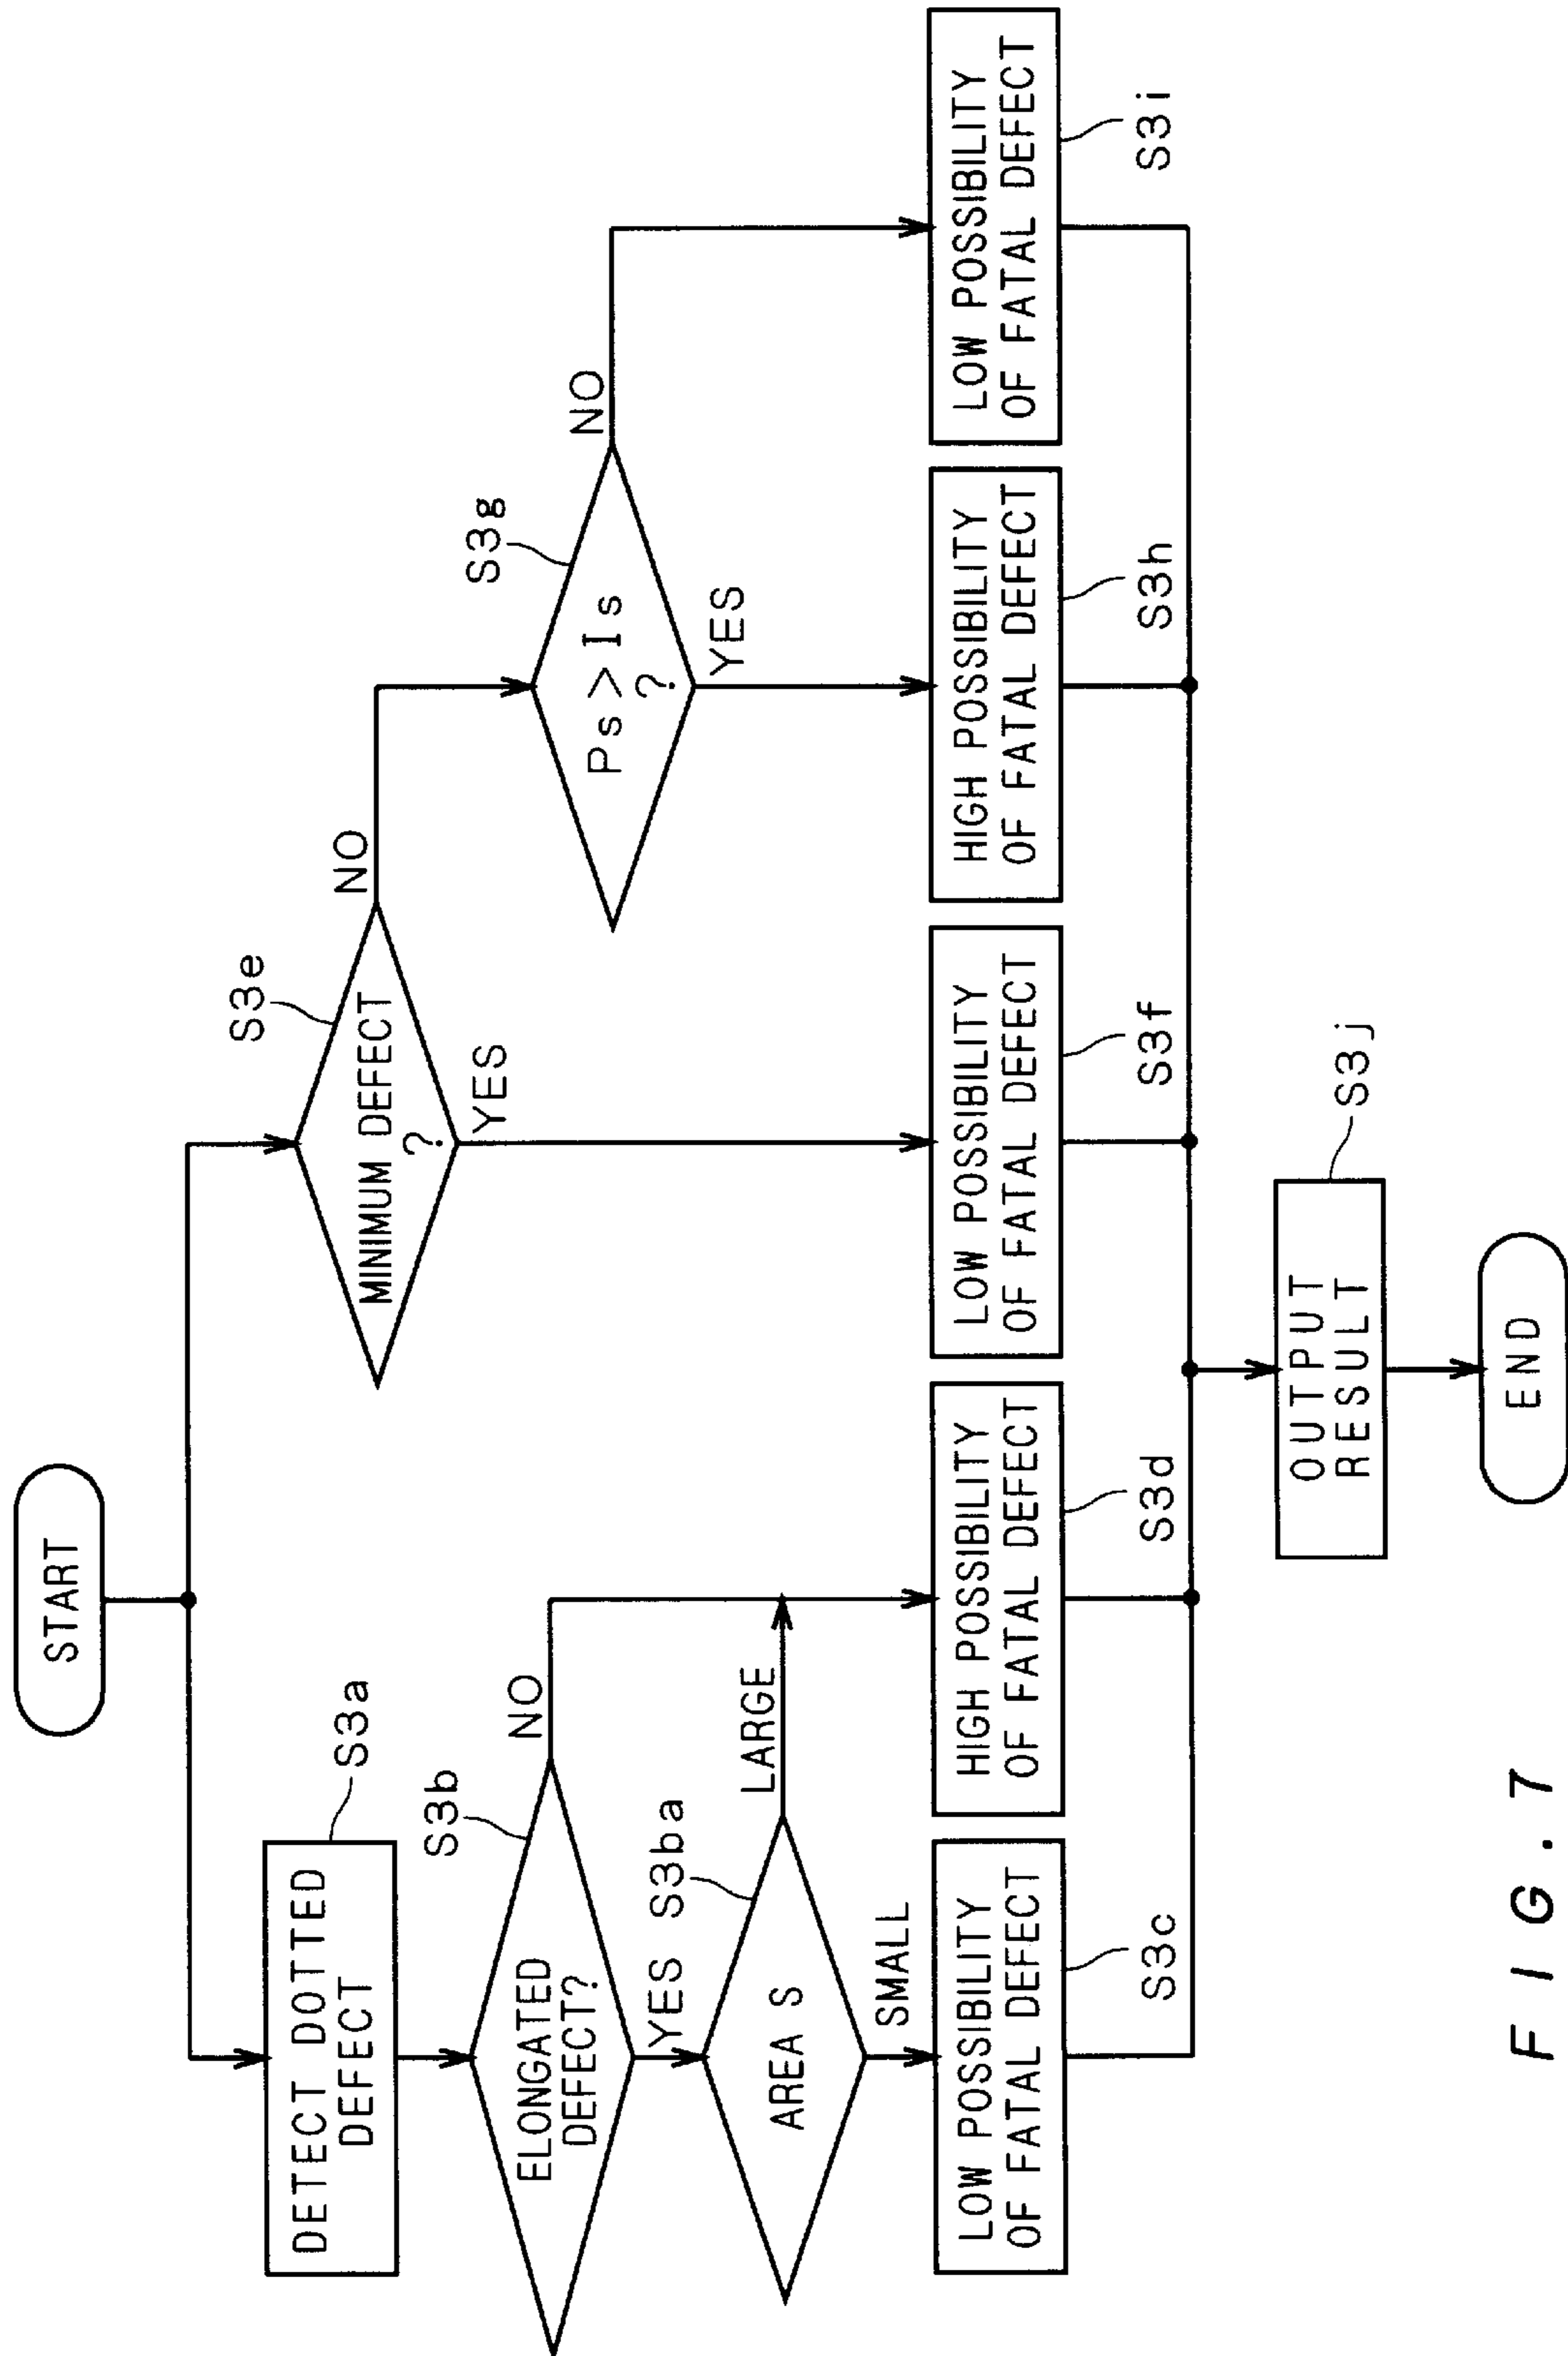 START
DETECT DOTTED
DEFECT
S3a
ELONGATED
DEFECT?
S3b
NO
YES
AREA S
S3ba
LARGE
SMALL
LOW POSSIBILITY
OF FATAL DEFECT
S3c
HIGH POSSIBILITY
OF FATAL DEFECT
S3d
MINIMUM DEFECT
?
S3e
NO
YES
LOW POSSIBILITY
OF FATAL DEFECT
S3f
Ps > Is
?
S3g
NO
YES
HIGH POSSIBILITY
OF FATAL DEFECT
S3h
LOW POSSIBILITY
OF FATAL DEFECT
S3i
OUTPUT
RESULT
S3j
END
FIG. 7